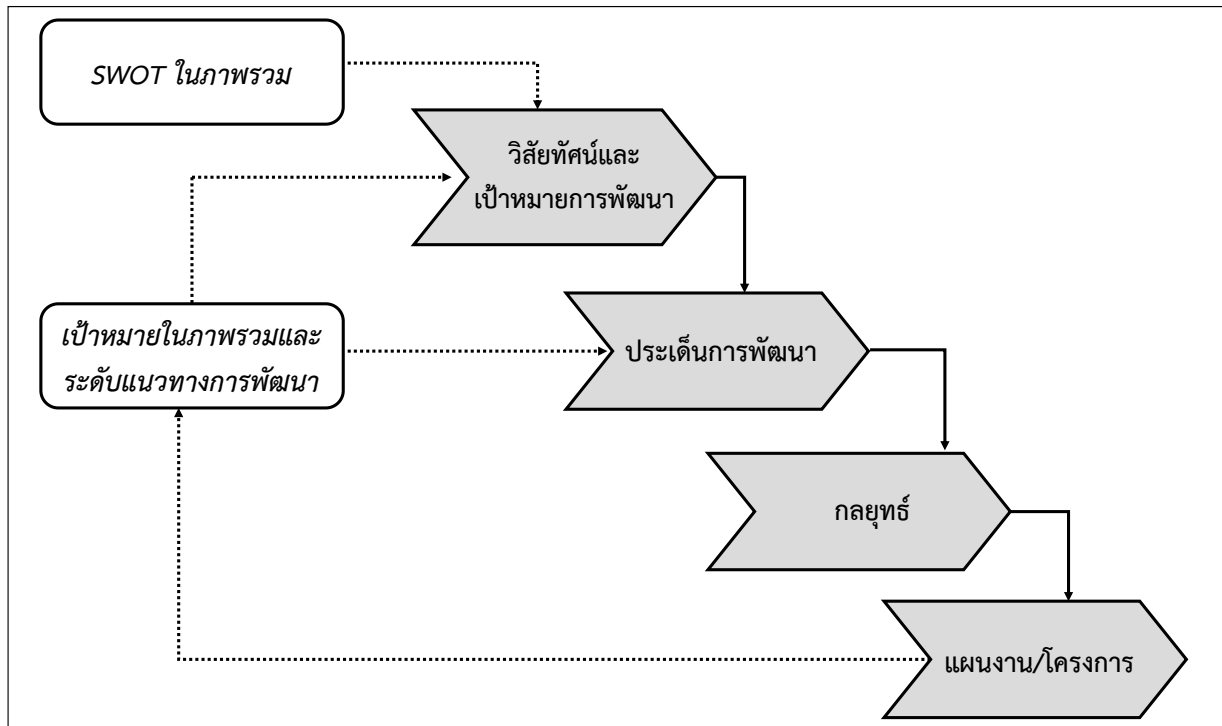 SWOT ในภาพรวม
วิสัยทัศน์และ
เป้าหมายการพัฒนา
เป้าหมายในภาพรวมและ
ระดับแนวทางการพัฒนา
ประเด็นการพัฒนา
กลยุทธ์
แผนงาน/โครงการ